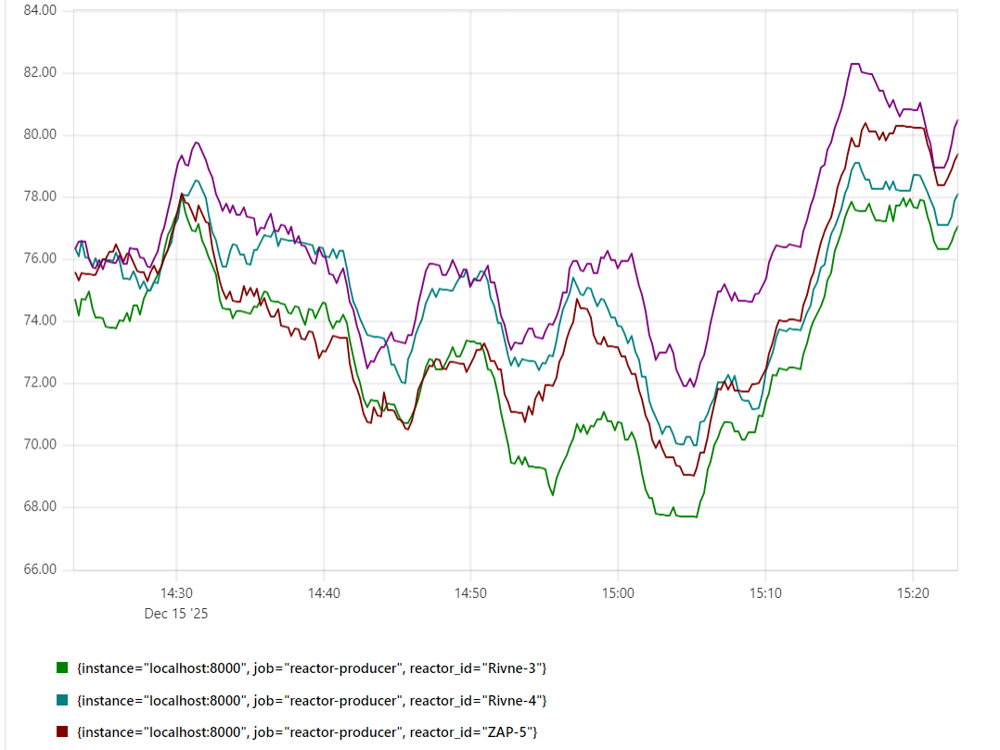 84.00
82.00
80.00
78.00
76.00
74.00
72.00
70.00
68.00
66.00
14:30 14:40 14:50 15:00 15:10 15:20
Dec 15 '25
{instance="localhost:8000", job="reactor-producer", reactor_id="Rivne-3"}
{instance="localhost:8000", job="reactor-producer", reactor_id="Rivne-4"}
{instance="localhost:8000", job="reactor-producer", reactor_id="ZAP-5"}